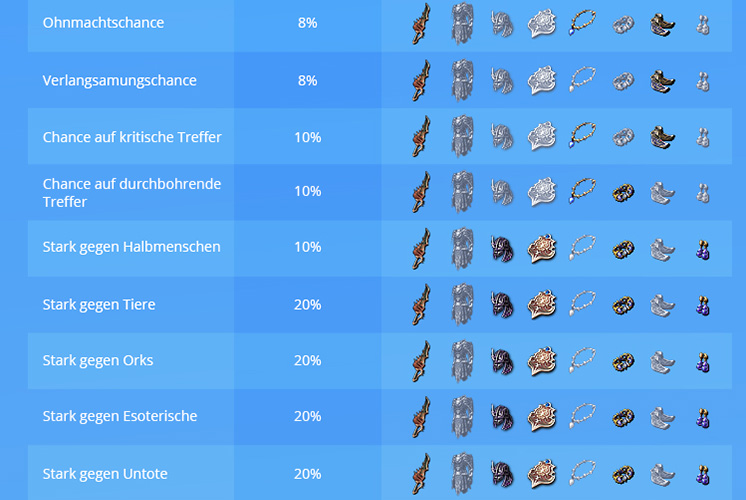 Ohnmachtschance 8%
Verlangsamungschance 8%
Chance auf kritische Treffer 10%
Chance auf durchbohrende
Treffer 10%
Stark gegen Halbmenschen 10%
Stark gegen Tiere 20%
Stark gegen Orks 20%
Stark gegen Esoterische 20%
Stark gegen Untote 20%